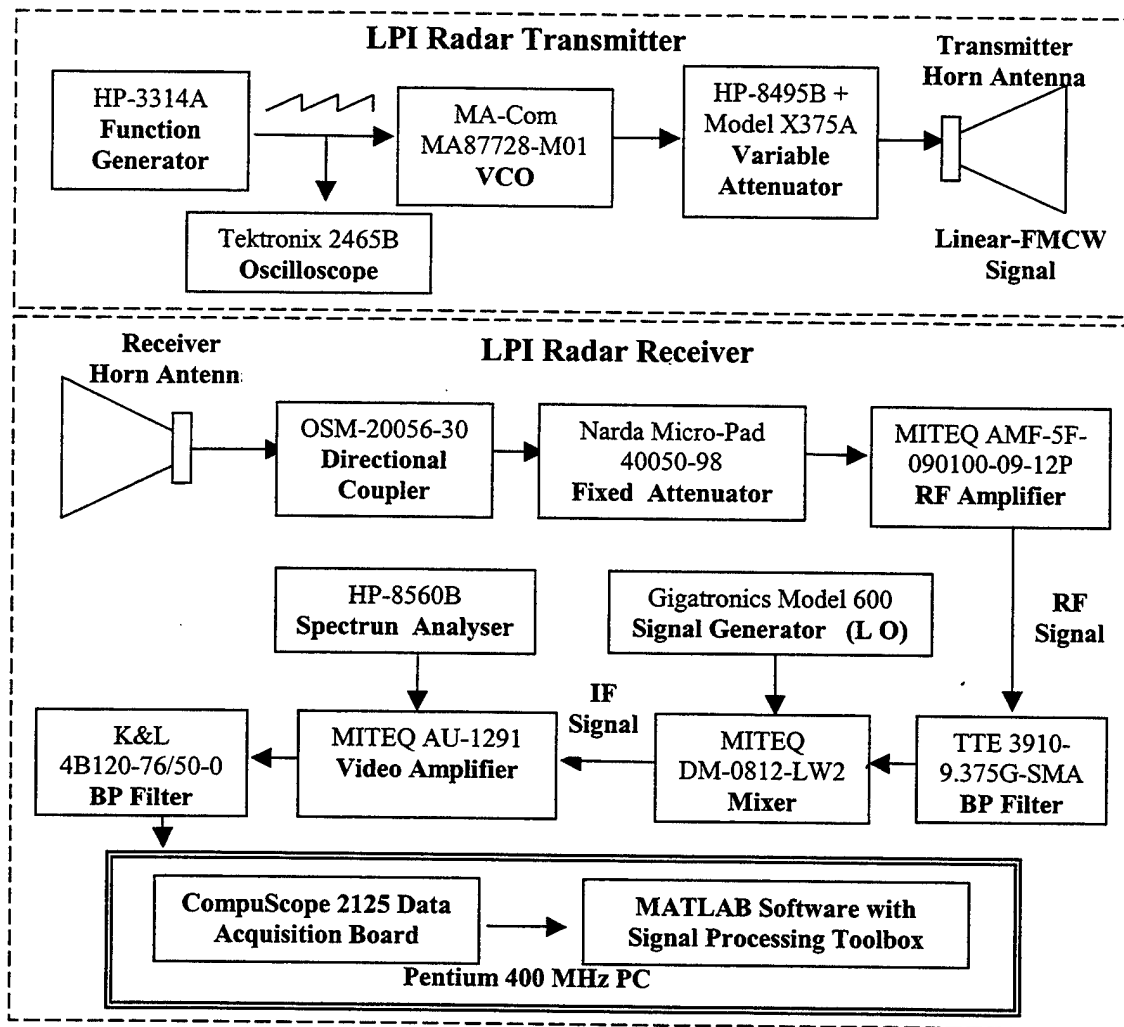 LPI Radar Transmitter
Transmitter
Horn Antenna
HP-3314A
Function
Generator
MA-Com
MA87728-M01
VCO
HP-8495B +
Model X375A
Variable
Attenuator
Tektronix 2465B
Oscilloscope
Linear-FMCW
Signal
LPI Radar Receiver
Receiver
Horn Antenn
OSM-20056-30
Directional
Coupler
Narda Micro-Pad
40050-98
Fixed Attenuator
MITEQ AMF-5F-
090100-09-12P
RF Amplifier
HP-8560B
Spectrun Analyser
Gigatronics Model 600
Signal Generator (L O)
RF
Signal
IF
Signal
K&L
4B120-76/50-0
BP Filter
MITEQ AU-1291
Video Amplifier
MITEQ
DM-0812-LW2
Mixer
TTE 3910-
9.375G-SMA
BP Filter
CompuScope 2125 Data
Acquisition Board
MATLAB Software with
Signal Processing Toolbox
Pentium 400 MHz PC